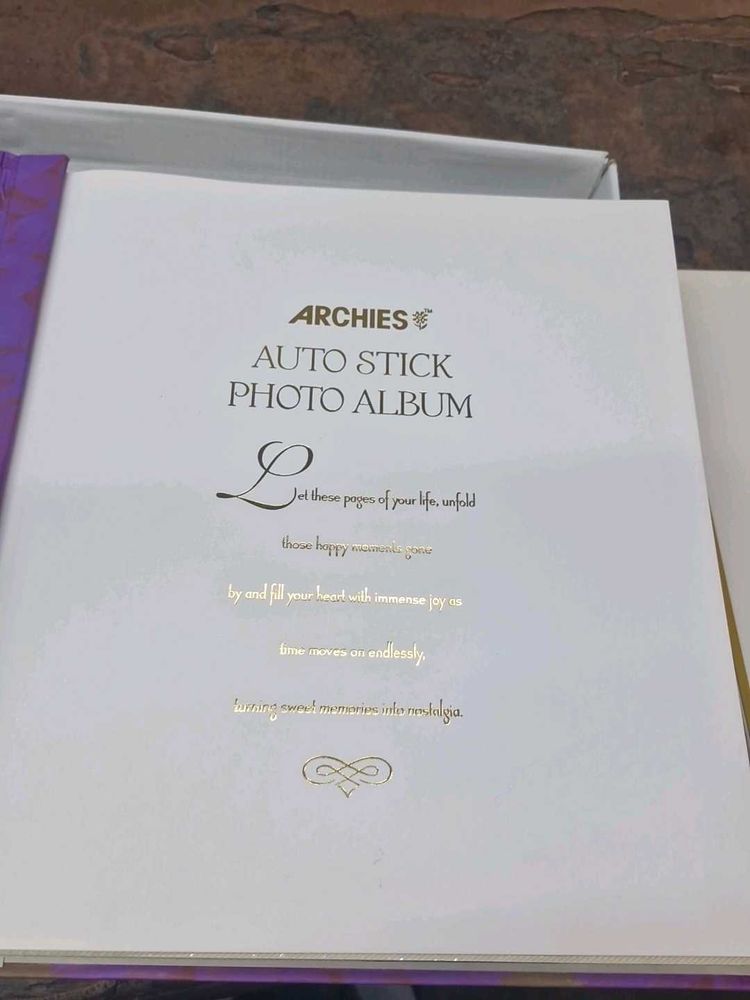 ARCHIES™
AUTO STICK
PHOTO ALBUM
Let these pages of your life, unfold
those happy moments gone
by and fill your heart with immense joy as
time moves on endlessly,
turning sweet memories into nostalgia.